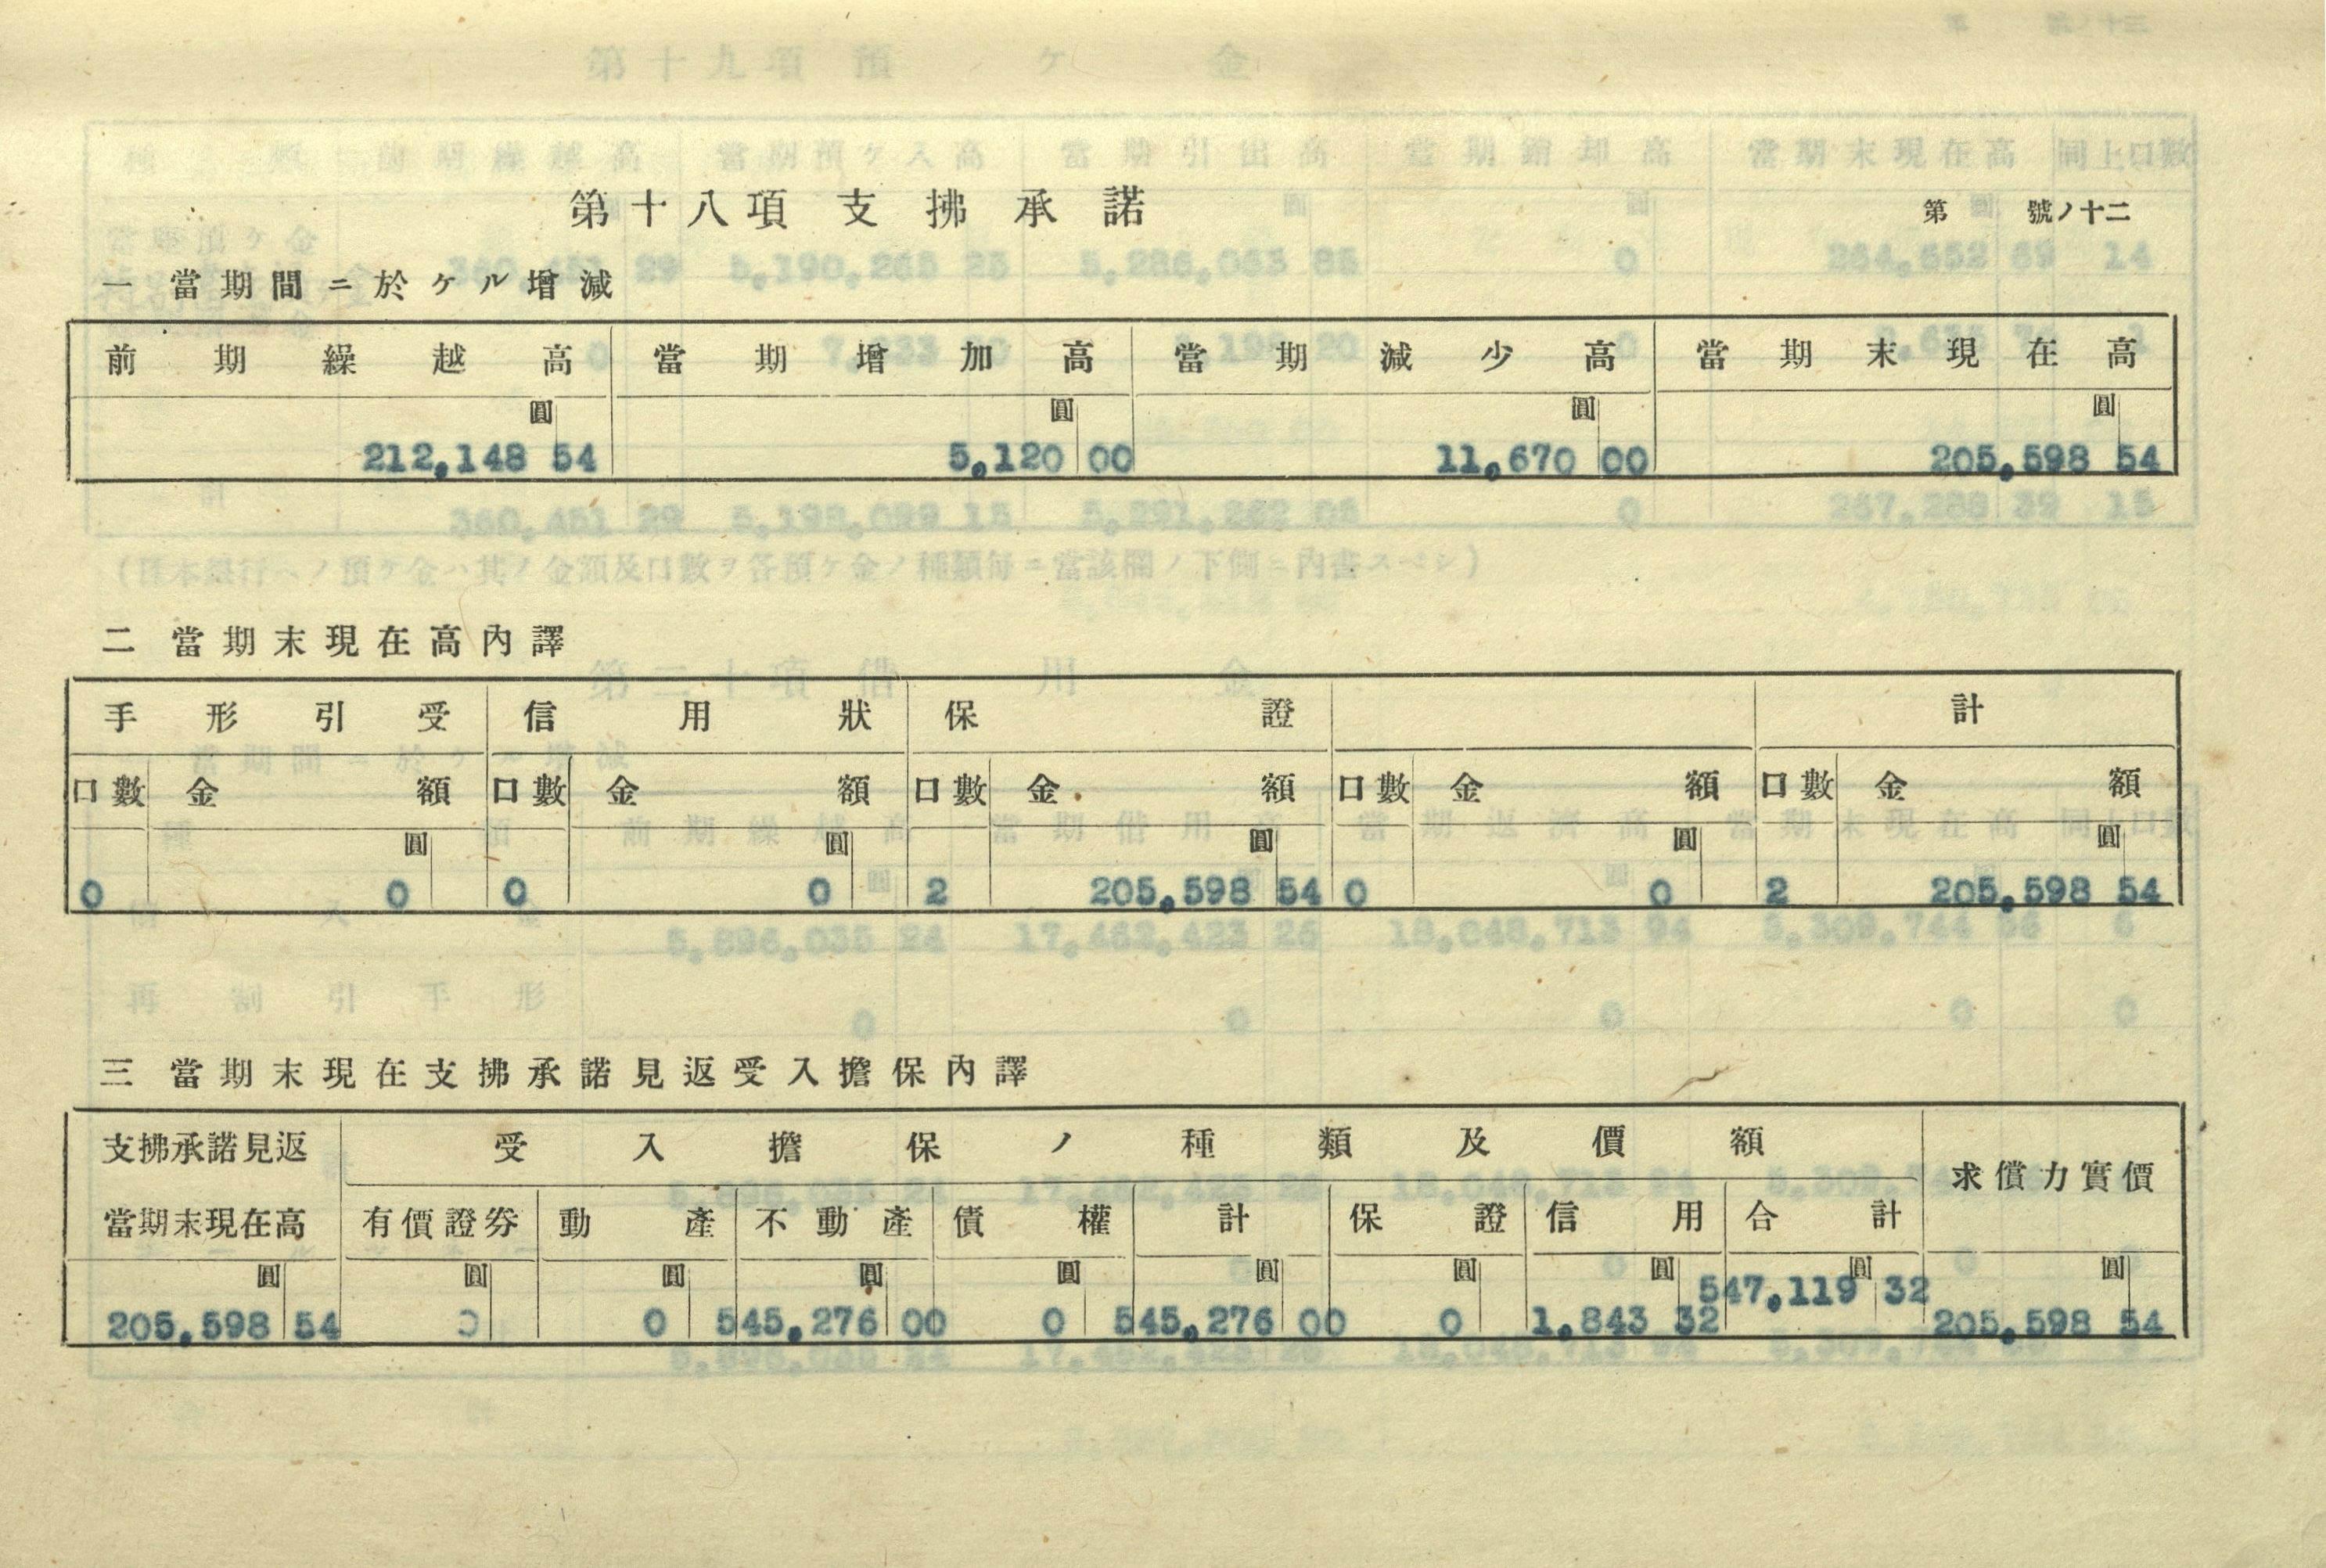 第十八項 支拂承諾
第 號ノ十二
一 當期間ニ於ケル增減
前期繰越高 當期增加高 當期減少高 當期末現在高
圓 圓 圓 圓
212,148 54 5,120 00 11,670 00 205,598 54
二 當期末現在高內譯
手形引受 信用狀 保證 計
口數 金額 口數 金額 口數 金額 口數 金額 口數 金額
圓 圓 圓 圓 圓
0 0 0 0 2 205,598 54 0 0 2 205,598 54
三 當期末現在支拂承諾見返受入擔保內譯
支拂承諾見返 受入擔保ノ種類及價額 求償力實價
當期末現在高 有價證券 動產 不動產 債權 計 保證 信用 合計
圓 圓 圓 圓 圓 圓 圓 圓 圓 圓
205,598 54 0 0 545,276 00 0 545,276 00 0 1,843 32 547,119 32 205,598 54